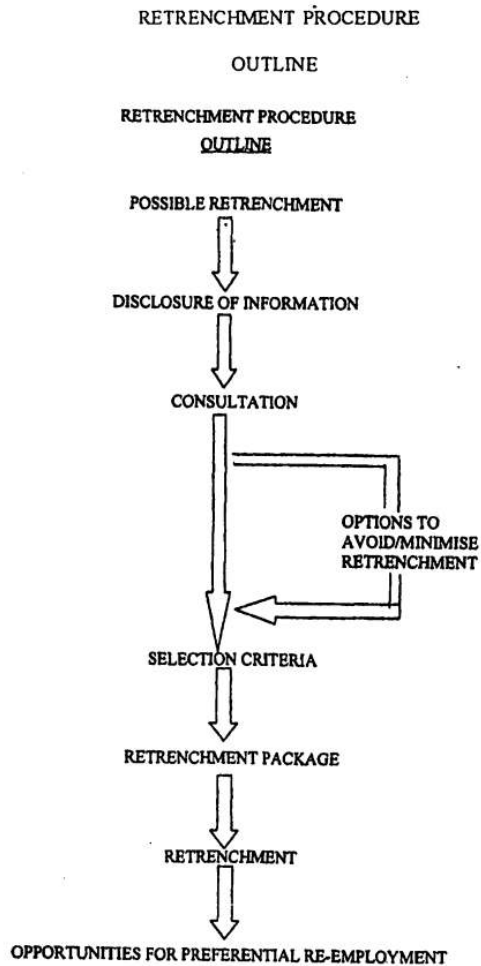 RETRENCHMENT PROCEDURE
OUTLINE
RETRENCHMENT PROCEDURE
OUTLINE
POSSIBLE RETRENCHMENT
DISCLOSURE OF INFORMATION
CONSULTATION
OPTIONS TO
AVOID/MINIMISE
RETRENCHMENT
SELECTION CRITERIA
RETRENCHMENT PACKAGE
RETRENCHMENT
OPPORTUNITIES FOR PREFERENTIAL RE-EMPLOYMENT